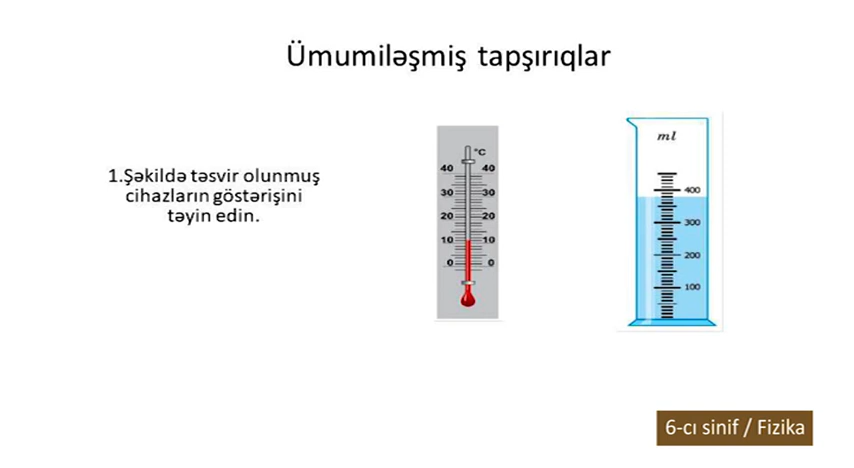 Ümumiləşmiş tapşırıqlar
1.Şəkildə təsvir olunmuş
cihazların göstərişini
təyin edin.
°C
40 40
30 30
20 20
10 10
0 0
ml
400
300
200
100
6-cı sinif / Fizika